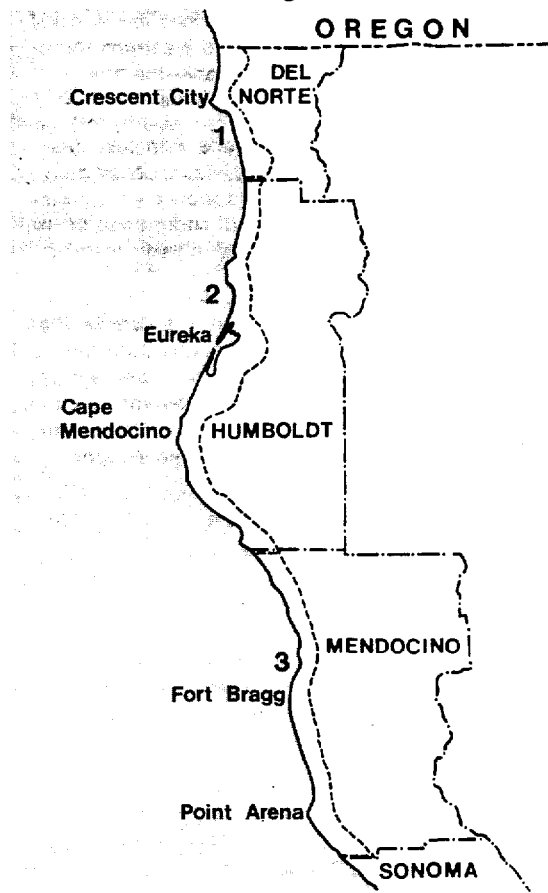 OREGON
DEL
NORTE
Crescent City
1
2
Eureka
Cape
Mendocino
HUMBOLDT
MENDOCINO
3
Fort Bragg
Point Arena
SONOMA